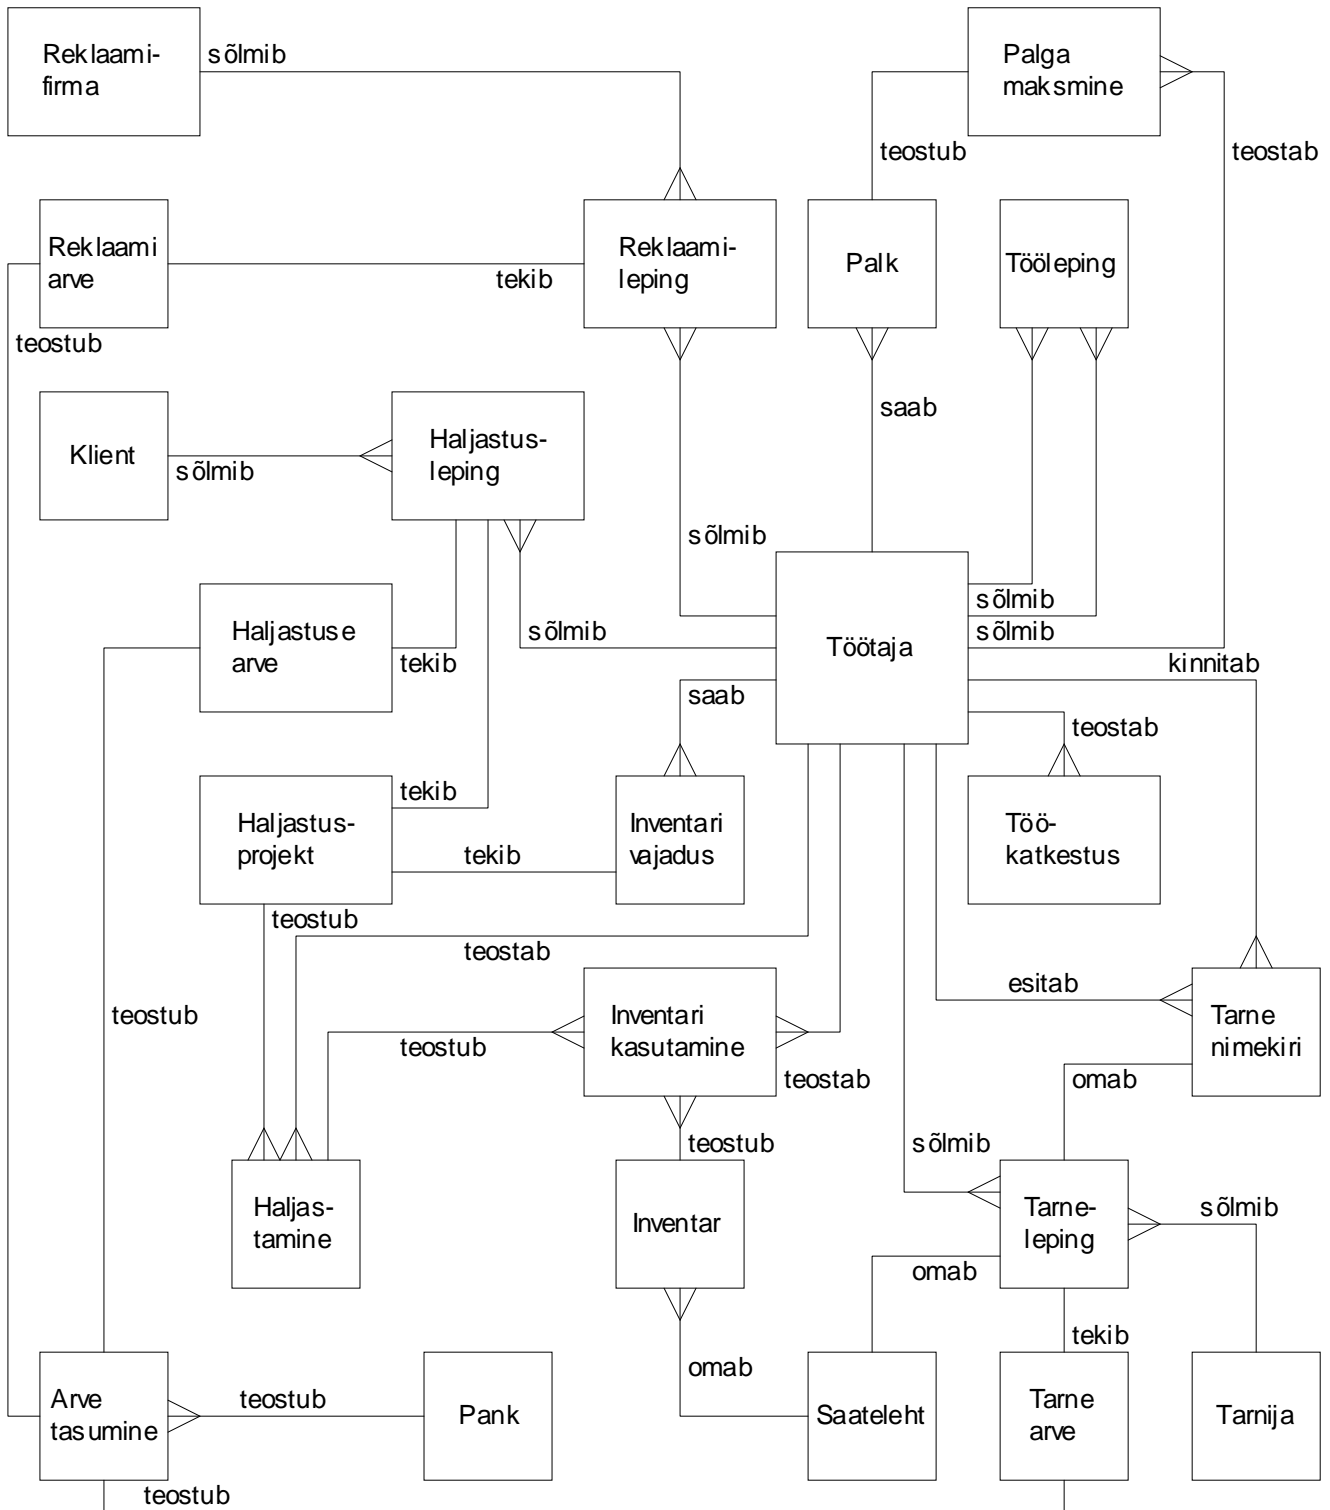 Reklaami-
firma
sõlmib
Palga
maksmine
teostub
teostab
Reklaami
arve
tekib
Reklaami-
leping
Palk
Tööleping
teostub
saab
Klient
sõlmib
Haljastus-
leping
sõlmib
Haljastuse
arve
tekib
sõlmib
Töötaja
sõlmib
sõlmib
kinnitab
saab
teostab
Haljastus-
projekt
tekib
tekib
Inventari
vajadus
Töö-
katkestus
teostub
teostab
esitab
teostub
teostub
Inventari
kasutamine
teostab
Tarne
nimekiri
omab
teostub
sõlmib
Haljas-
tamine
Inventar
Tarne-
leping
sõlmib
omab
tekib
omab
Arve
tasumine
teostub
Pank
Saateleht
Tarne
arve
Tarnija
teostub